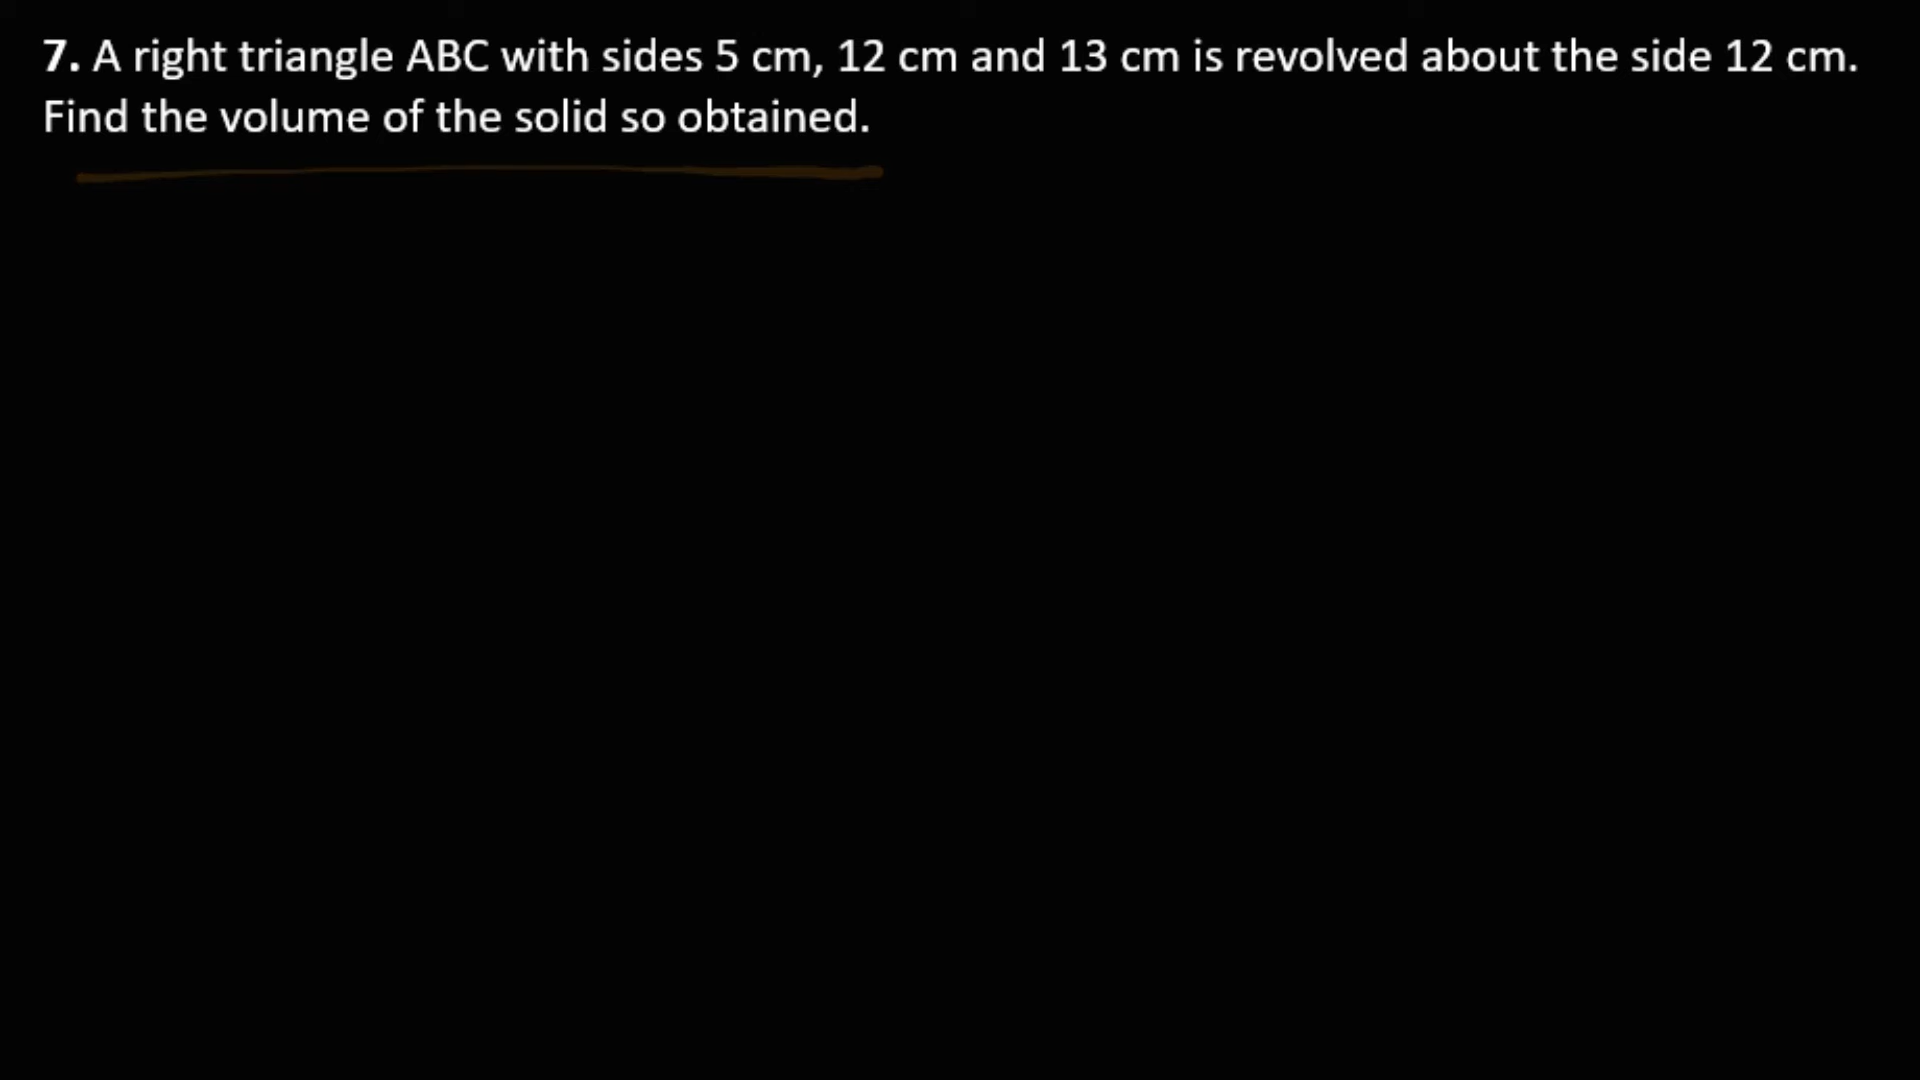 7. A right triangle ABC with sides 5 cm, 12 cm and 13 cm is revolved about the side 12 cm.
Find the volume of the solid so obtained.